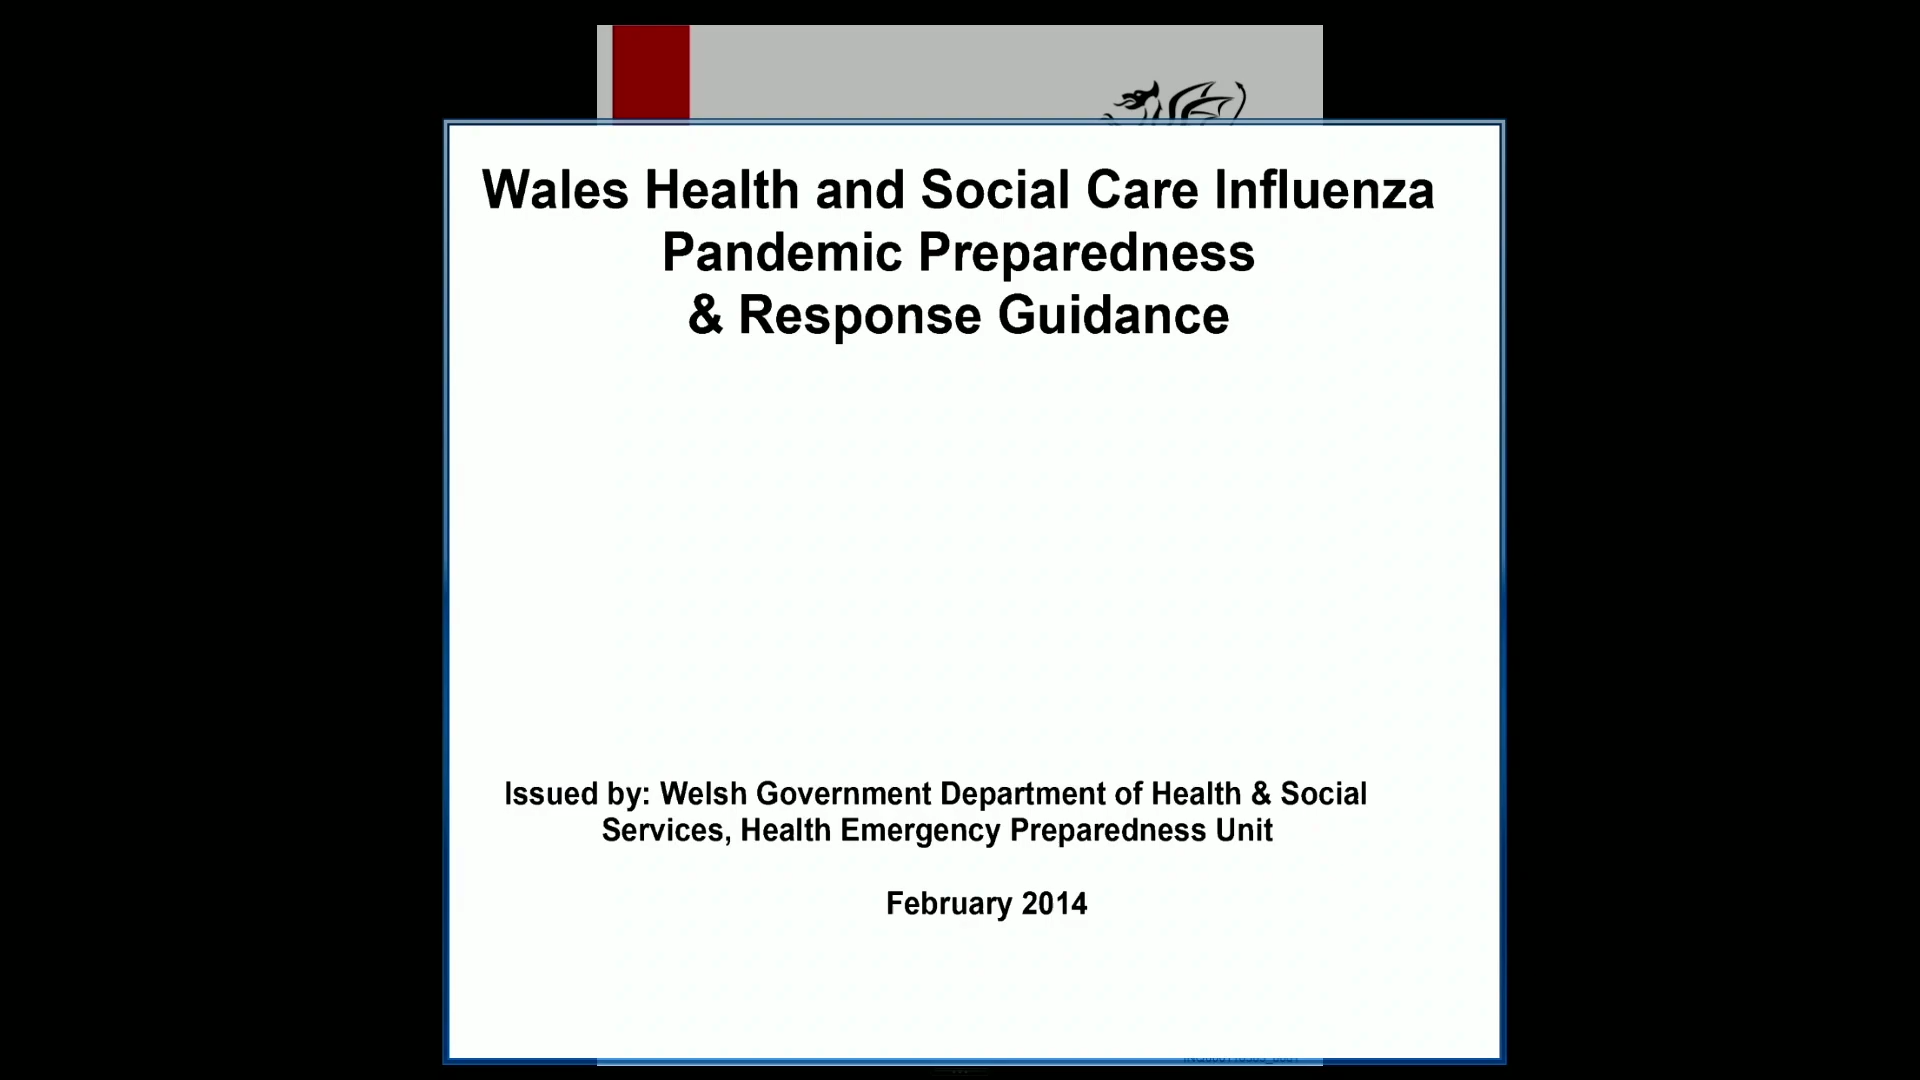 Wales Health and Social Care Influenza
Pandemic Preparedness
& Response Guidance
Issued by: Welsh Government Department of Health & Social
Services, Health Emergency Preparedness Unit
February 2014